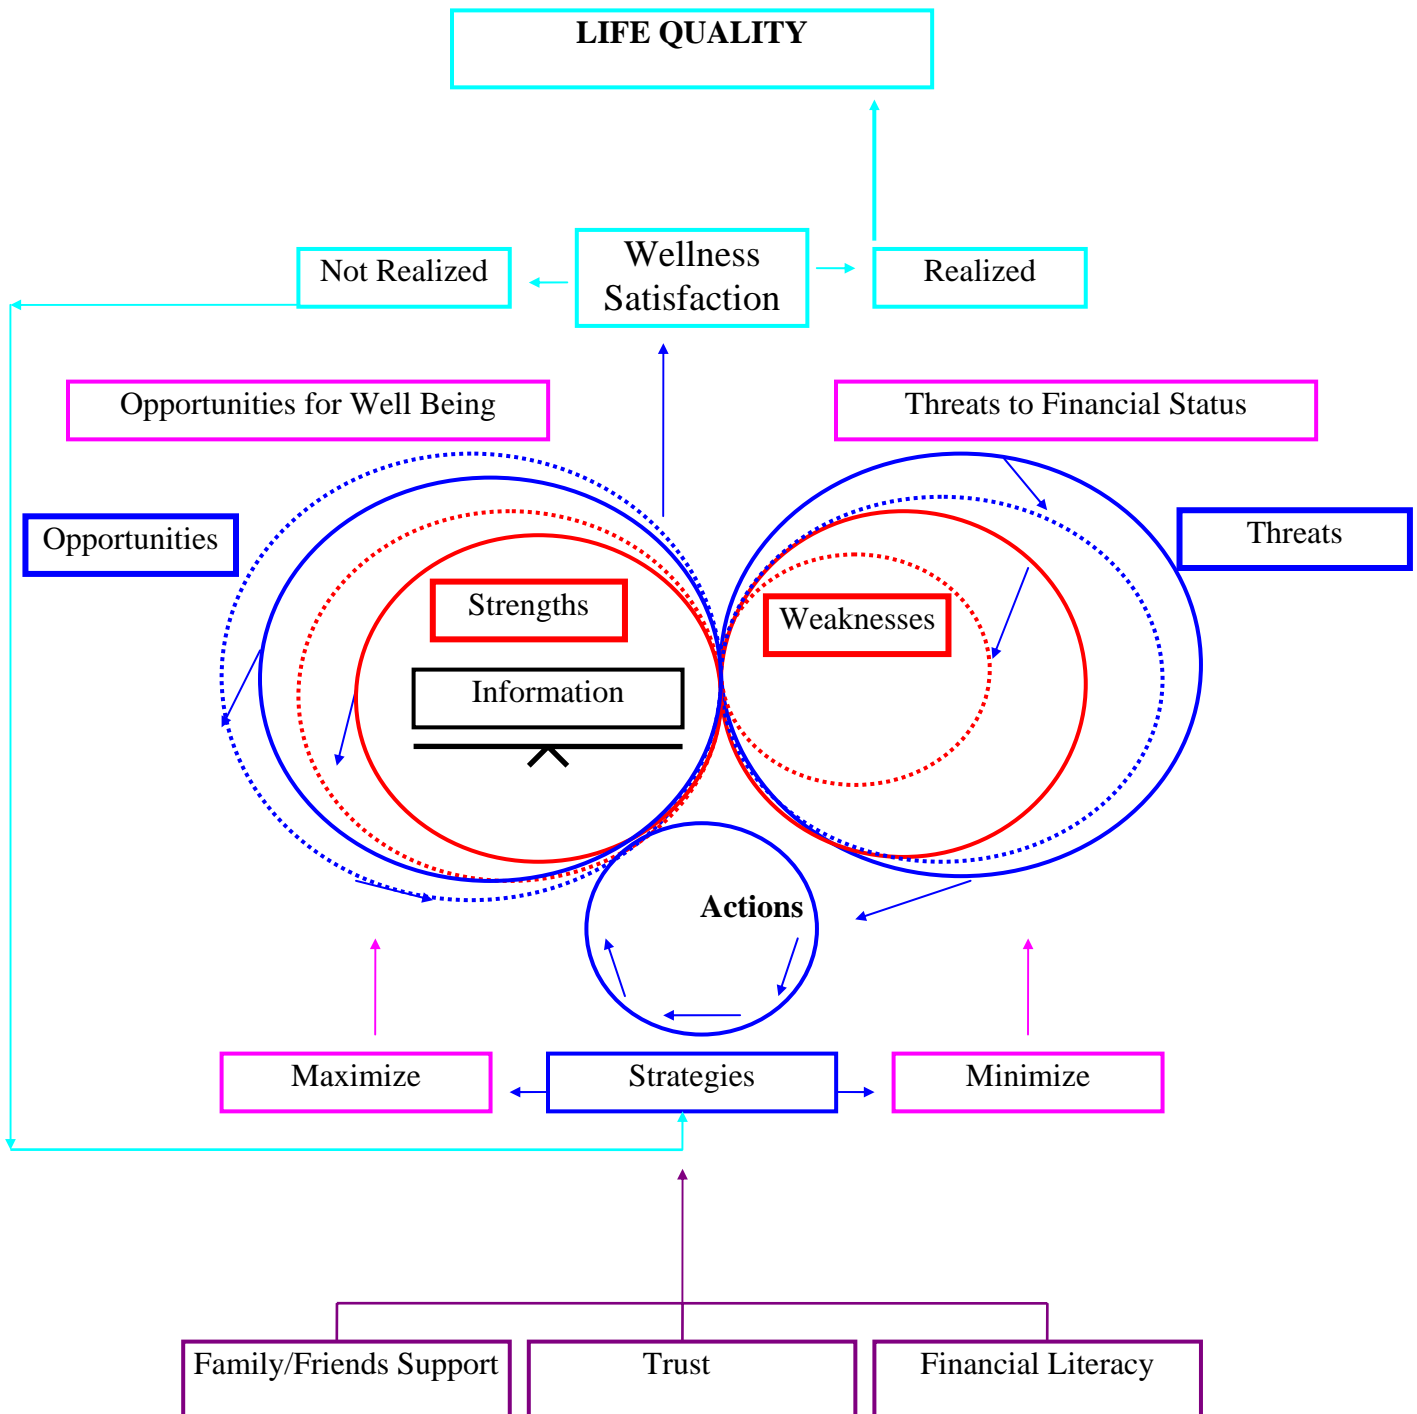 LIFE QUALITY
Wellness
Satisfaction
Not Realized
Realized
Opportunities for Well Being
Threats to Financial Status
Opportunities
Threats
Strengths
Weaknesses
Information
Actions
Maximize
Strategies
Minimize
Family/Friends Support
Trust
Financial Literacy